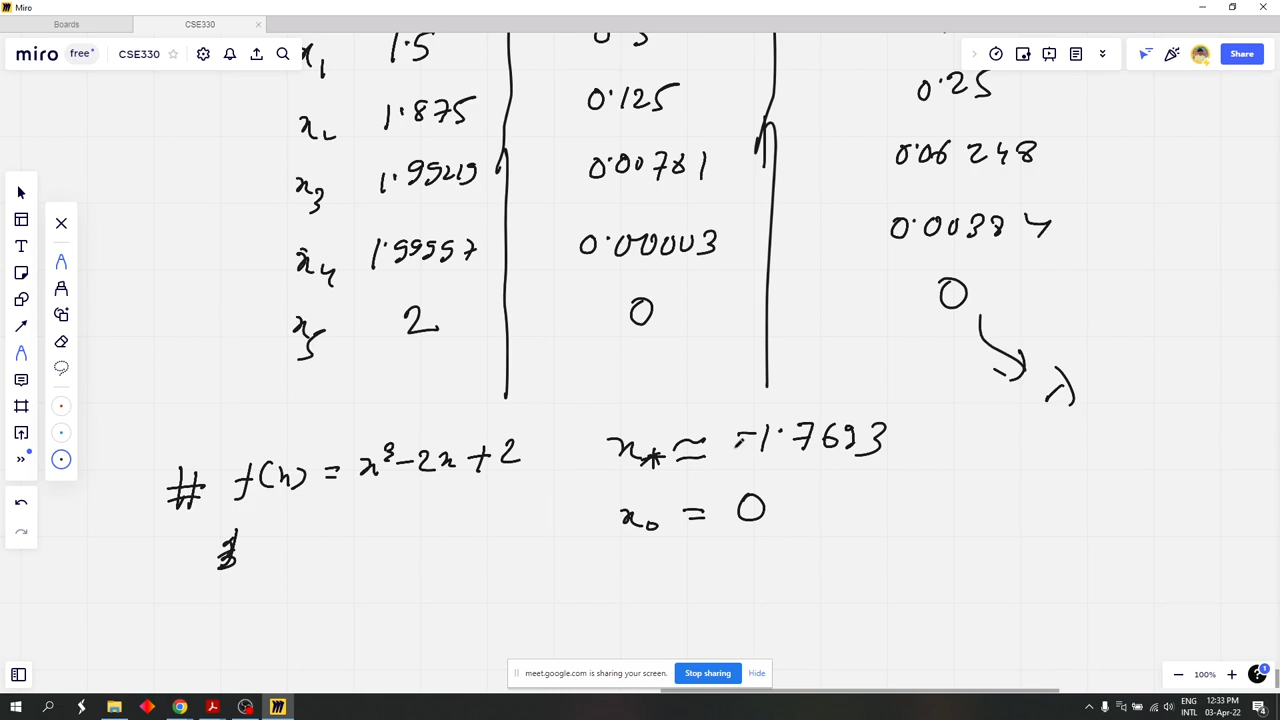 Miro
Boards
CSE330
miro free CSE330
Share
x₁ 1.5
x₂ 1.875 0.125 0.25
x₃ 1.99219 0.00781 0.06248
x₄ 1.99997 0.00003 0.00384
x₅ 2 0 0
λ
# f(x) = x³ - 2x + 2 x* ≃ -1.7693
x₀ = 0
meet.google.com is sharing your screen. Stop sharing Hide
100%
12:33 PM
INTL 03-Apr-22